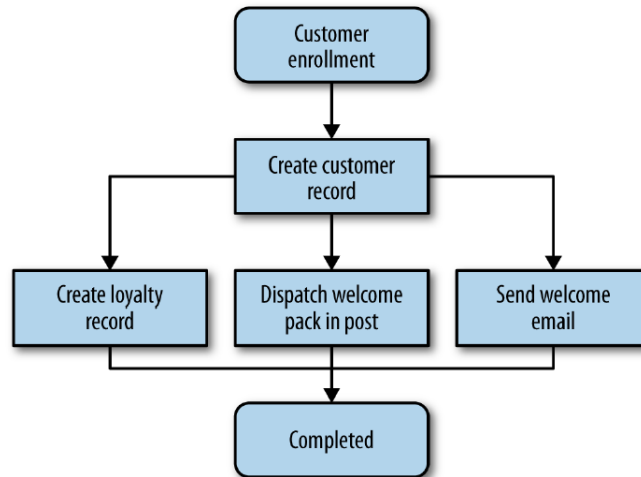 Customer
enrollment
Create customer
record
Create loyalty
record
Dispatch welcome
pack in post
Send welcome
email
Completed